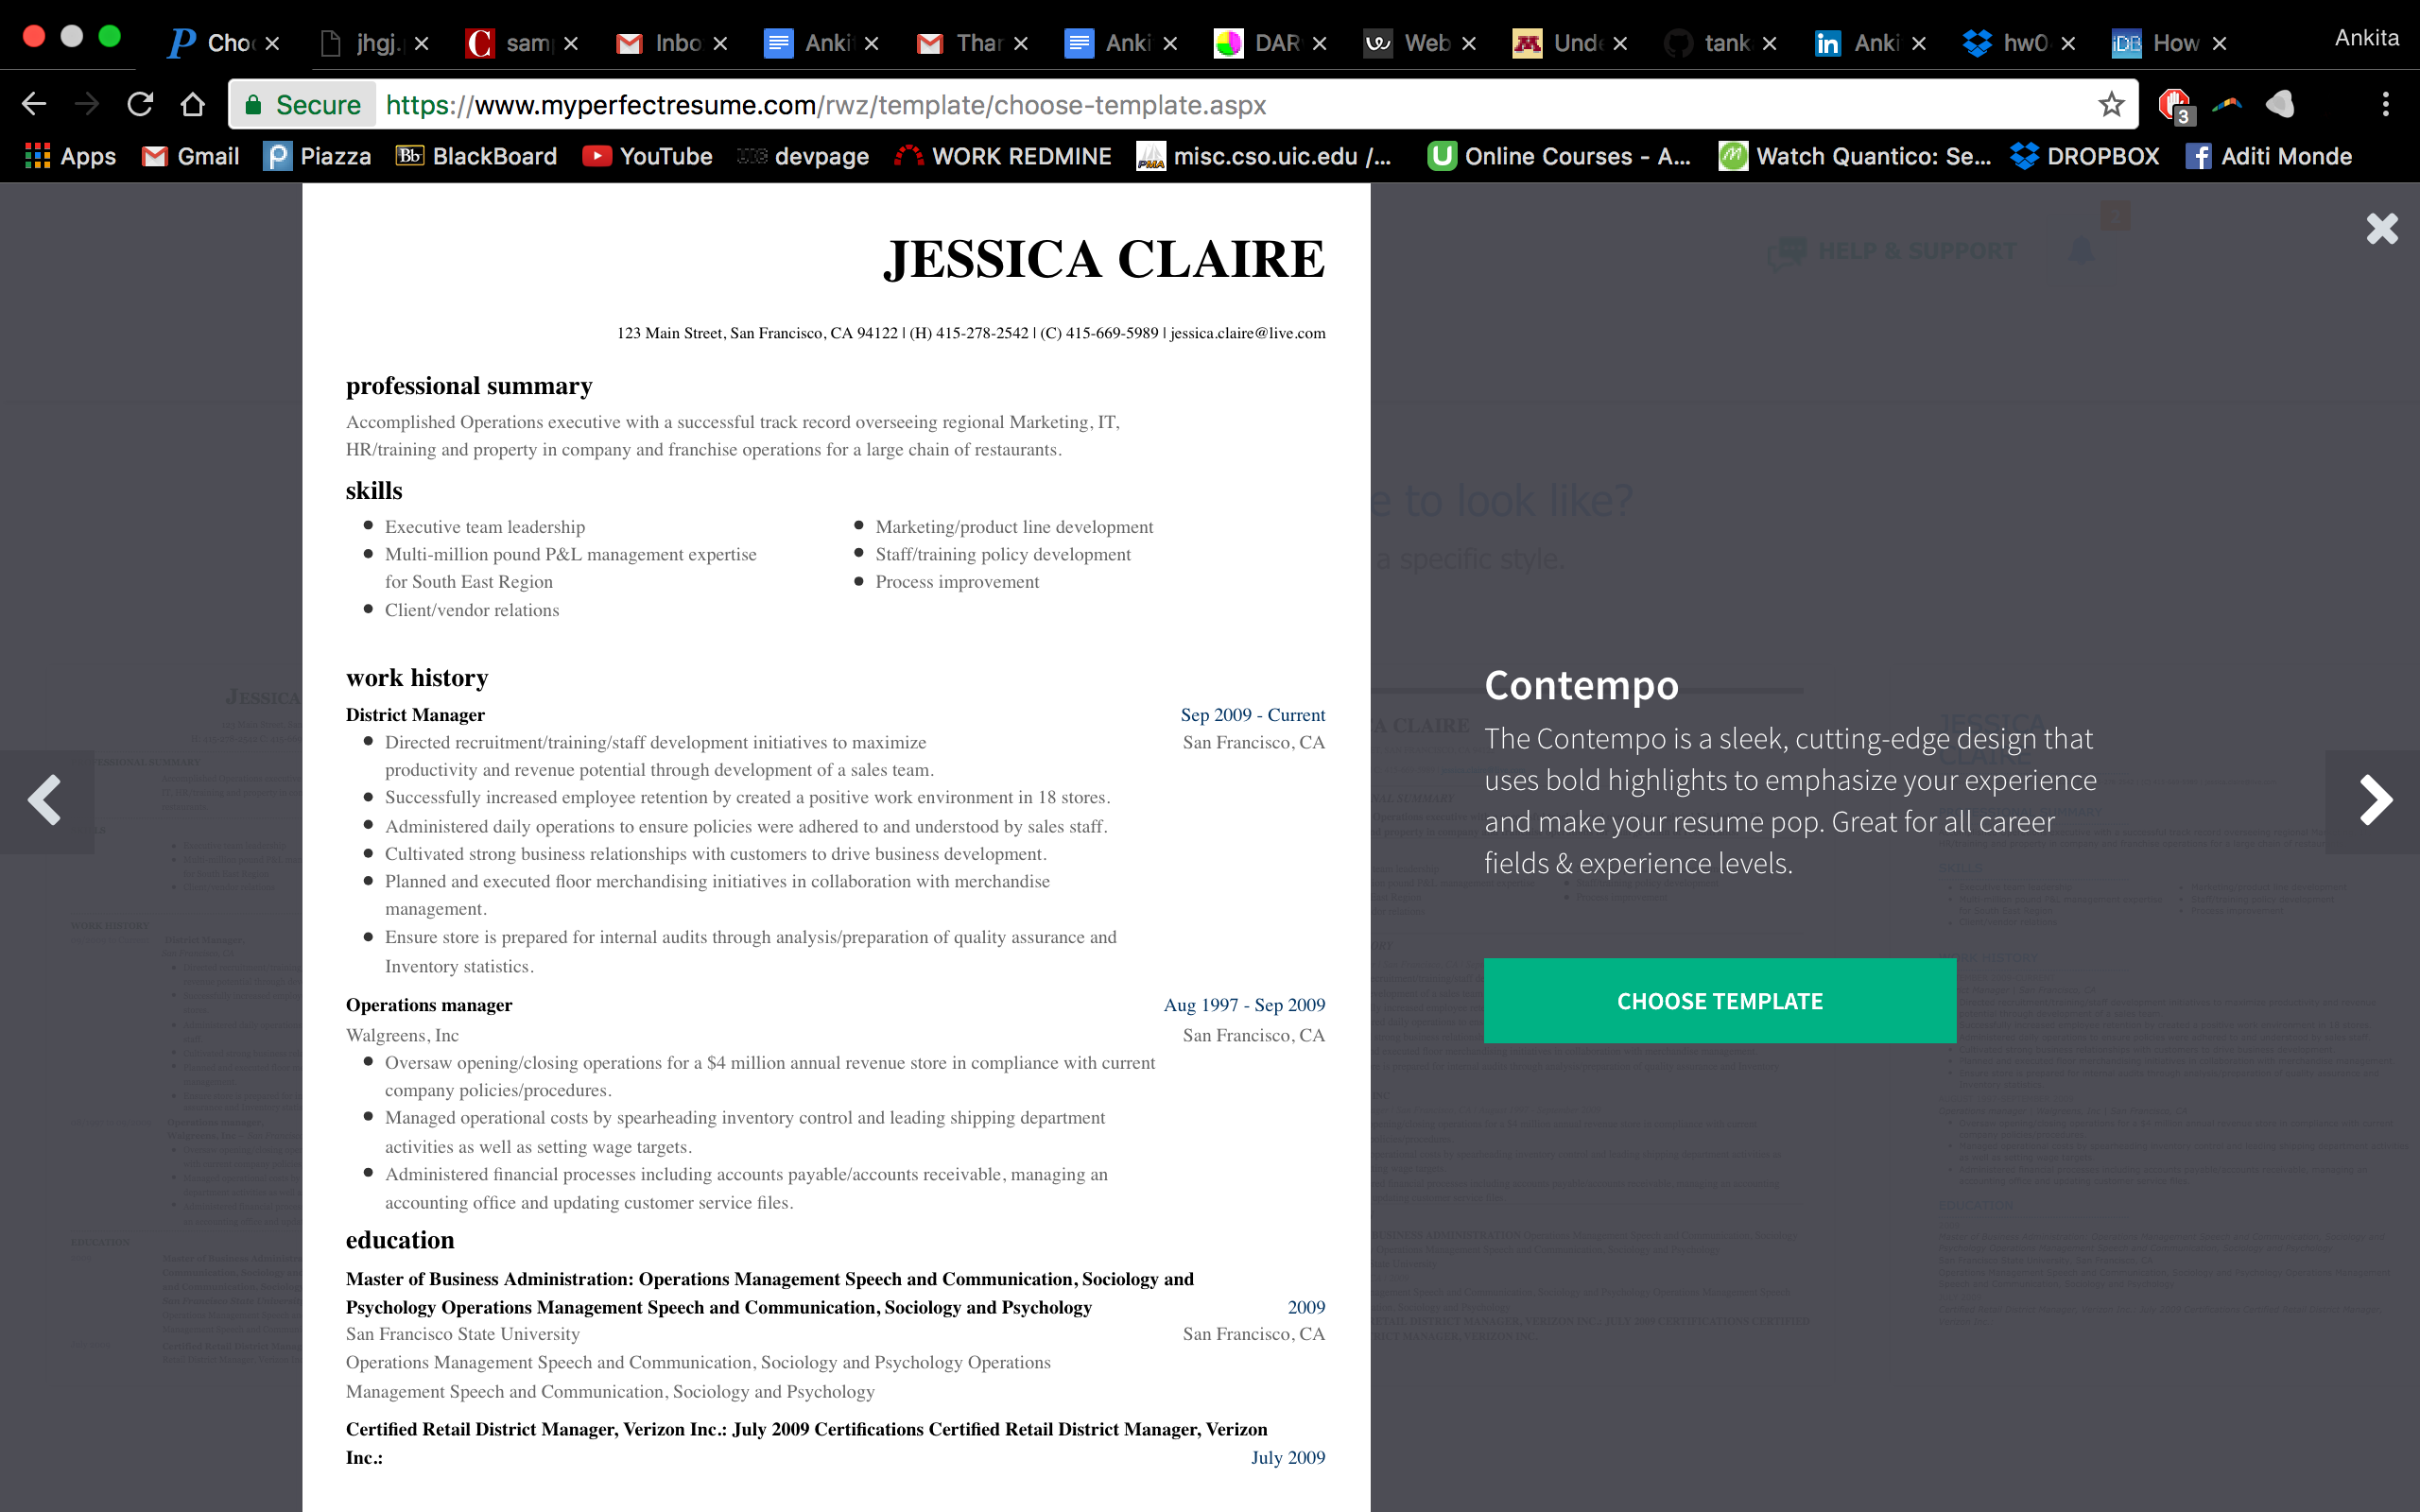 Cho jhgj. sam Inbo Anki Thar Anki DAR Web Und tank Anki hw0 How Ankita
Secure https://www.myperfectresume.com/rwz/template/choose-template.aspx 3
Apps Gmail Piazza BlackBoard YouTube devpage WORK REDMINE misc.cso.uic.edu /... Online Courses - A... Watch Quantico: Se... DROPBOX Aditi Monde
2
HELP & SUPPORT
JESSICA CLAIRE
123 Main Street, San Francisco, CA 94122 | (H) 415-278-2542 | (C) 415-669-5989 | jessica.claire@live.com
professional summary
Accomplished Operations executive with a successful track record overseeing regional Marketing, IT,
HR/training and property in company and franchise operations for a large chain of restaurants.
skills
Executive team leadership
Multi-million pound P&L management expertise
for South East Region
Client/vendor relations
Marketing/product line development
Staff/training policy development
Process improvement
work history
District Manager Sep 2009 - Current
San Francisco, CA
Directed recruitment/training/staff development initiatives to maximize
productivity and revenue potential through development of a sales team.
Successfully increased employee retention by created a positive work environment in 18 stores.
Administered daily operations to ensure policies were adhered to and understood by sales staff.
Cultivated strong business relationships with customers to drive business development.
Planned and executed floor merchandising initiatives in collaboration with merchandise
management.
Ensure store is prepared for internal audits through analysis/preparation of quality assurance and
Inventory statistics.
Operations manager Aug 1997 - Sep 2009
Walgreens, Inc San Francisco, CA
Oversaw opening/closing operations for a $4 million annual revenue store in compliance with current
company policies/procedures.
Managed operational costs by spearheading inventory control and leading shipping department
activities as well as setting wage targets.
Administered financial processes including accounts payable/accounts receivable, managing an
accounting office and updating customer service files.
education
Master of Business Administration: Operations Management Speech and Communication, Sociology and
Psychology Operations Management Speech and Communication, Sociology and Psychology 2009
San Francisco State University San Francisco, CA
Operations Management Speech and Communication, Sociology and Psychology Operations
Management Speech and Communication, Sociology and Psychology
Certified Retail District Manager, Verizon Inc.: July 2009 Certifications Certified Retail District Manager, Verizon
Inc.: July 2009
e to look like?
a specific style.
Contempo
The Contempo is a sleek, cutting-edge design that
uses bold highlights to emphasize your experience
and make your resume pop. Great for all career
fields & experience levels.
CHOOSE TEMPLATE